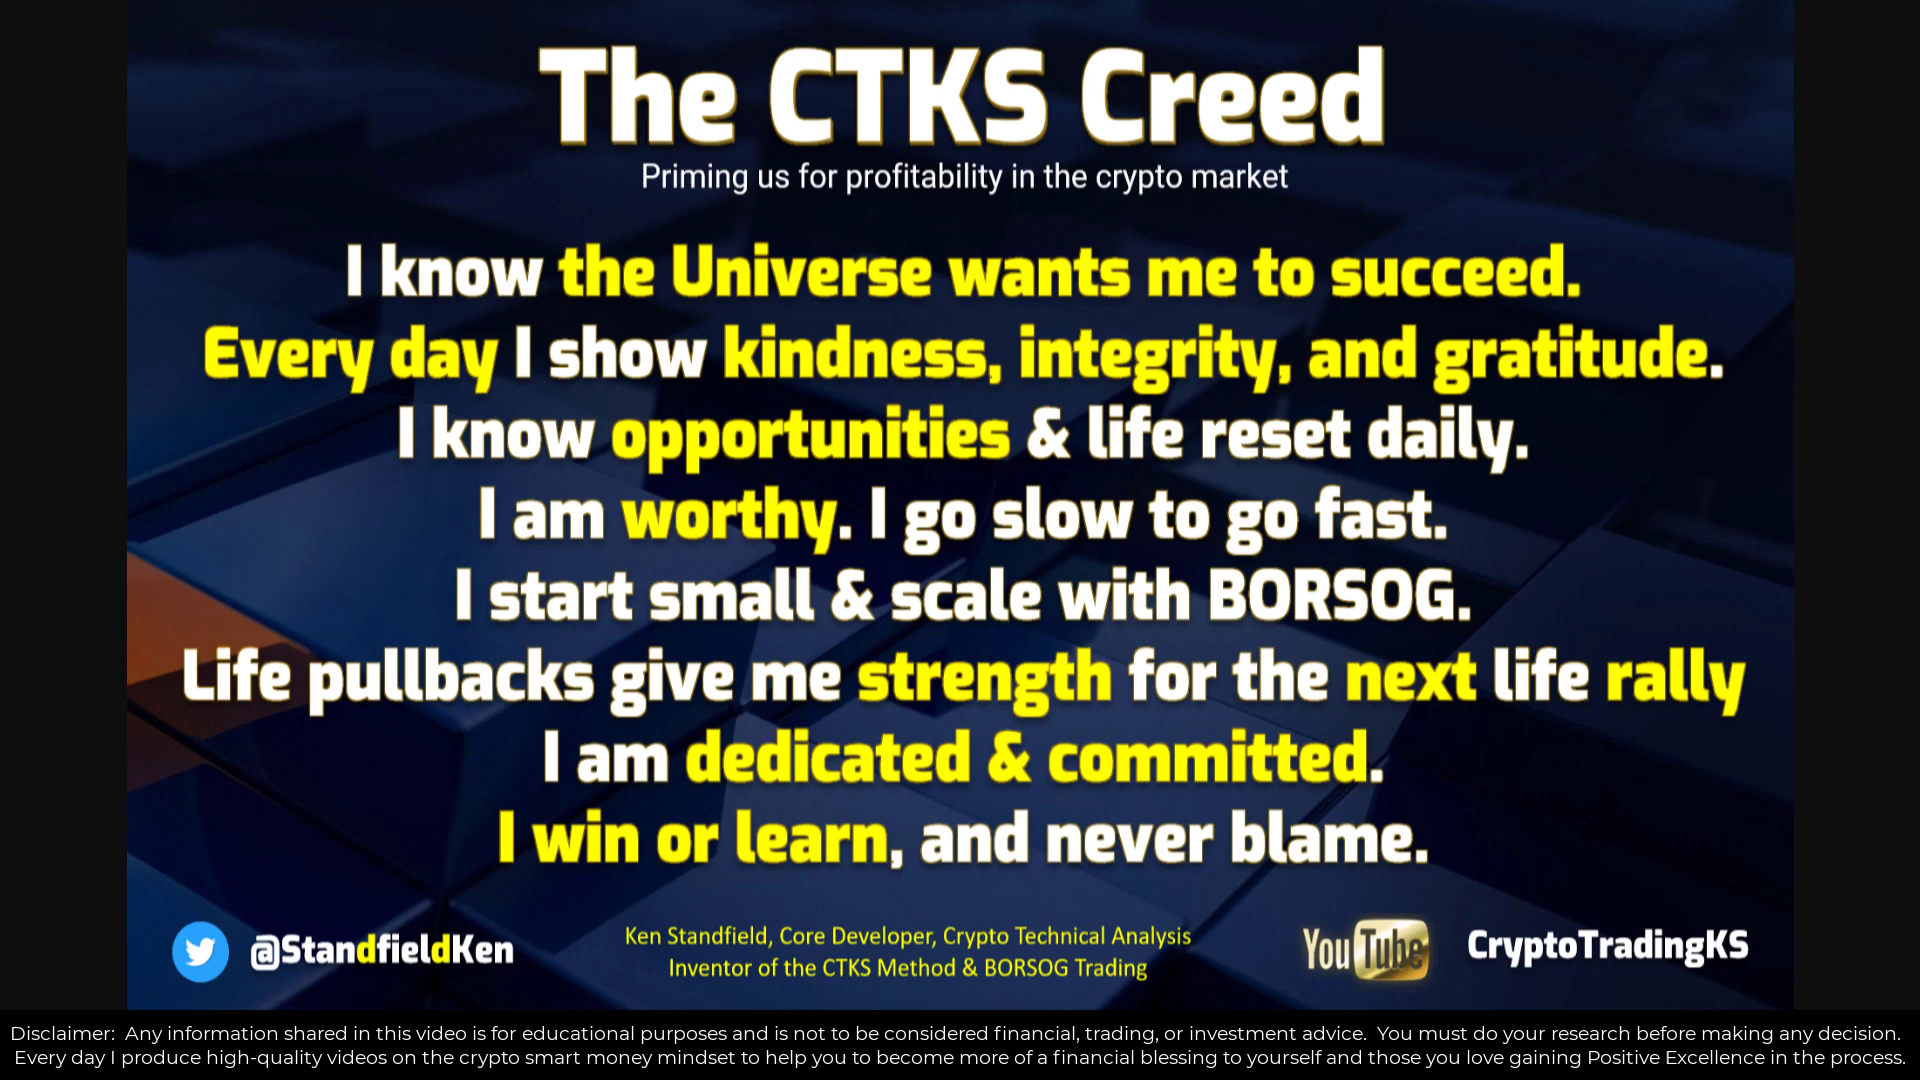 The CTKS Creed
Priming us for profitability in the crypto market
I know the Universe wants me to succeed.
Every day I show kindness, integrity, and gratitude.
I know opportunities & life reset daily.
I am worthy. I go slow to go fast.
I start small & scale with BORSOG.
Life pullbacks give me strength for the next life rally
I am dedicated & committed.
I win or learn, and never blame.
@StandfieldKen
Ken Standfield, Core Developer, Crypto Technical Analysis
Inventor of the CTKS Method & BORSOG Trading
YouTube CryptoTradingKS
Disclaimer: Any information shared in this video is for educational purposes and is not to be considered financial, trading, or investment advice. You must do your research before making any decision.
Every day I produce high-quality videos on the crypto smart money mindset to help you to become more of a financial blessing to yourself and those you love gaining Positive Excellence in the process.